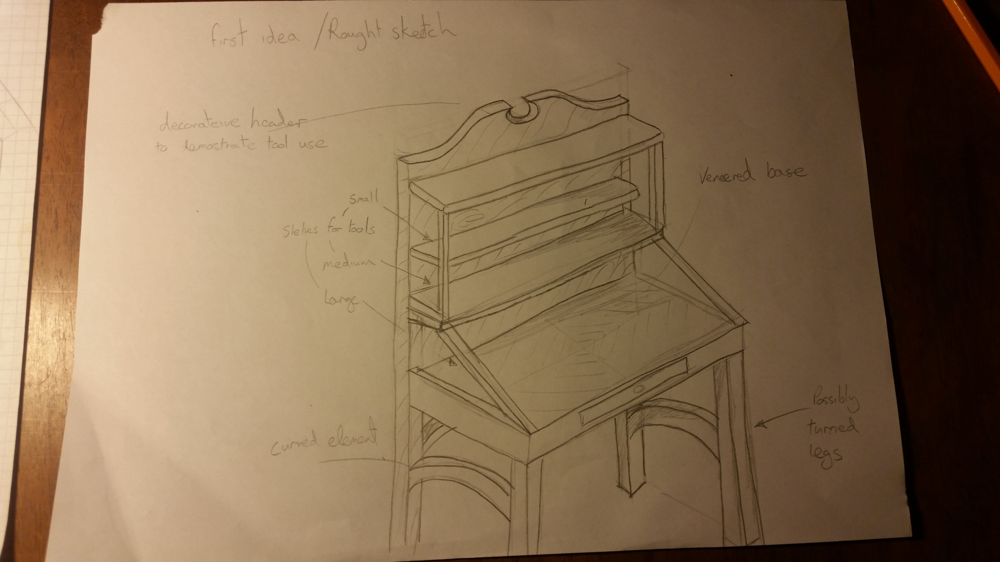 first idea / Rought sketch
decorateive header
to demostrate tool use
Veneered base
small
Shelves for tools
medium
Large
Curved element
Possibly
turned
legs